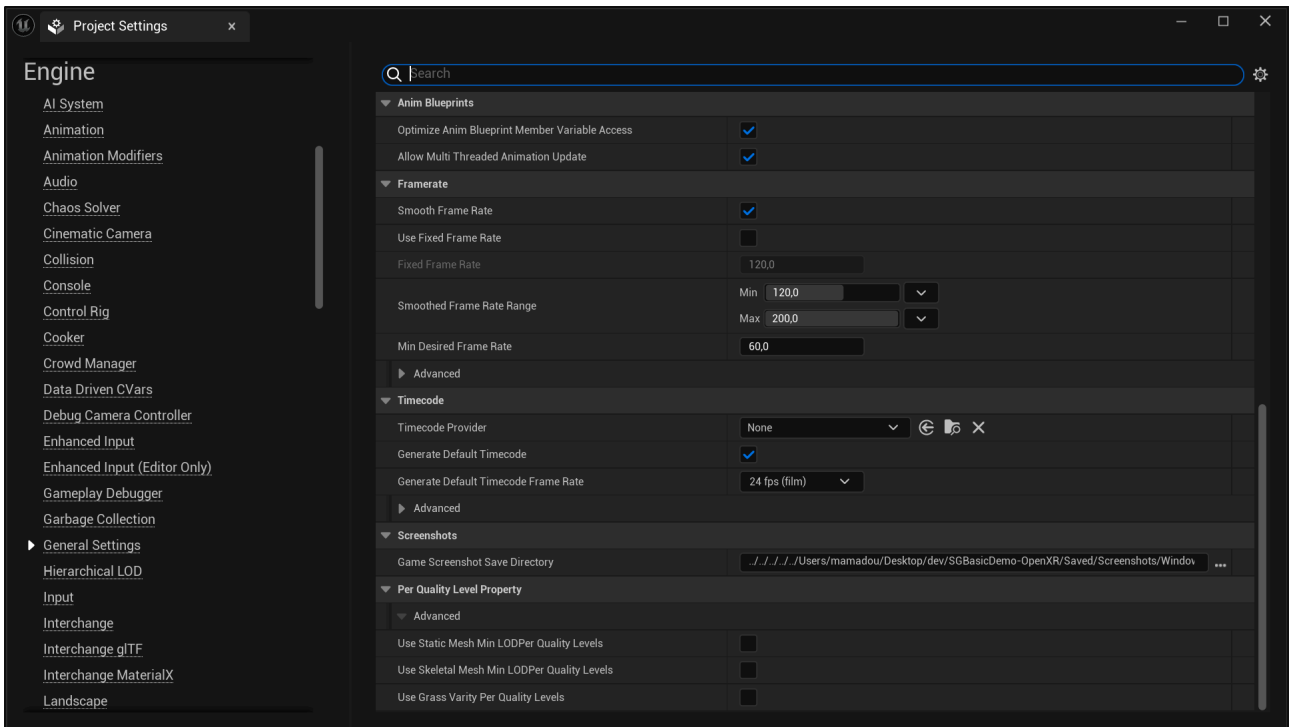 Project Settings
Engine
AI System
Animation
Animation Modifiers
Audio
Chaos Solver
Cinematic Camera
Collision
Console
Control Rig
Cooker
Crowd Manager
Data Driven CVars
Debug Camera Controller
Enhanced Input
Enhanced Input (Editor Only)
Gameplay Debugger
Garbage Collection
General Settings
Hierarchical LOD
Input
Interchange
Interchange glTF
Interchange MaterialX
Landscape
Search
Anim Blueprints
Optimize Anim Blueprint Member Variable Access
Allow Multi Threaded Animation Update
Framerate
Smooth Frame Rate
Use Fixed Frame Rate
Fixed Frame Rate 120,0
Smoothed Frame Rate Range
Min 120,0
Max 200,0
Min Desired Frame Rate 60,0
Advanced
Timecode
Timecode Provider None
Generate Default Timecode
Generate Default Timecode Frame Rate 24 fps (film)
Advanced
Screenshots
Game Screenshot Save Directory ../../../../../Users/mamadou/Desktop/dev/SGBasicDemo-OpenXR/Saved/Screenshots/Window
Per Quality Level Property
Advanced
Use Static Mesh Min LODPer Quality Levels
Use Skeletal Mesh Min LODPer Quality Levels
Use Grass Varity Per Quality Levels